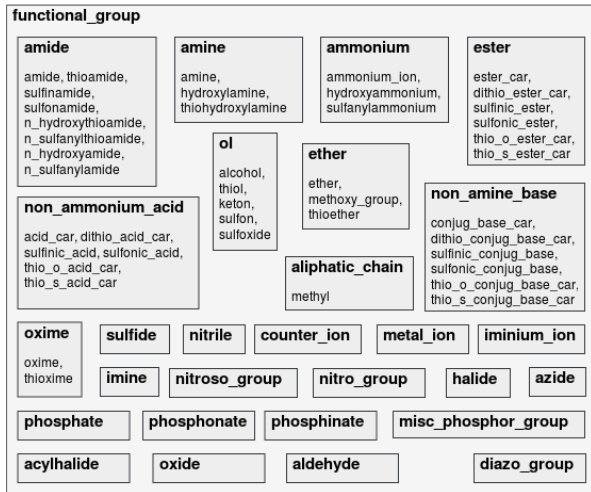 functional_group
amide
amide, thioamide,
sulfinamide,
sulfonamide,
n_hydroxythioamide,
n_sulfanylthioamide,
n_hydroxyamide,
n_sulfanylamide
amine
amine,
hydroxylamine,
thiohydroxylamine
ammonium
ammonium_ion,
hydroxyammonium,
sulfanylammonium
ester
ester_car,
dithio_ester_car,
sulfinic_ester,
sulfonic_ester,
thio_o_ester_car,
thio_s_ester_car
ol
alcohol,
thiol,
keton,
sulfon,
sulfoxide
ether
ether,
methoxy_group,
thioether
non_ammonium_acid
acid_car, dithio_acid_car,
sulfinic_acid, sulfonic_acid,
thio_o_acid_car,
thio_s_acid_car
non_amine_base
conjug_base_car,
dithio_conjug_base_car,
sulfinic_conjug_base,
sulfonic_conjug_base,
thio_o_conjug_base_car,
thio_s_conjug_base_car
aliphatic_chain
methyl
oxime
oxime,
thioxime
sulfide
nitrile
counter_ion
metal_ion
iminium_ion
imine
nitroso_group
nitro_group
halide
azide
phosphate
phosphonate
phosphinate
misc_phosphor_group
acylhalide
oxide
aldehyde
diazo_group